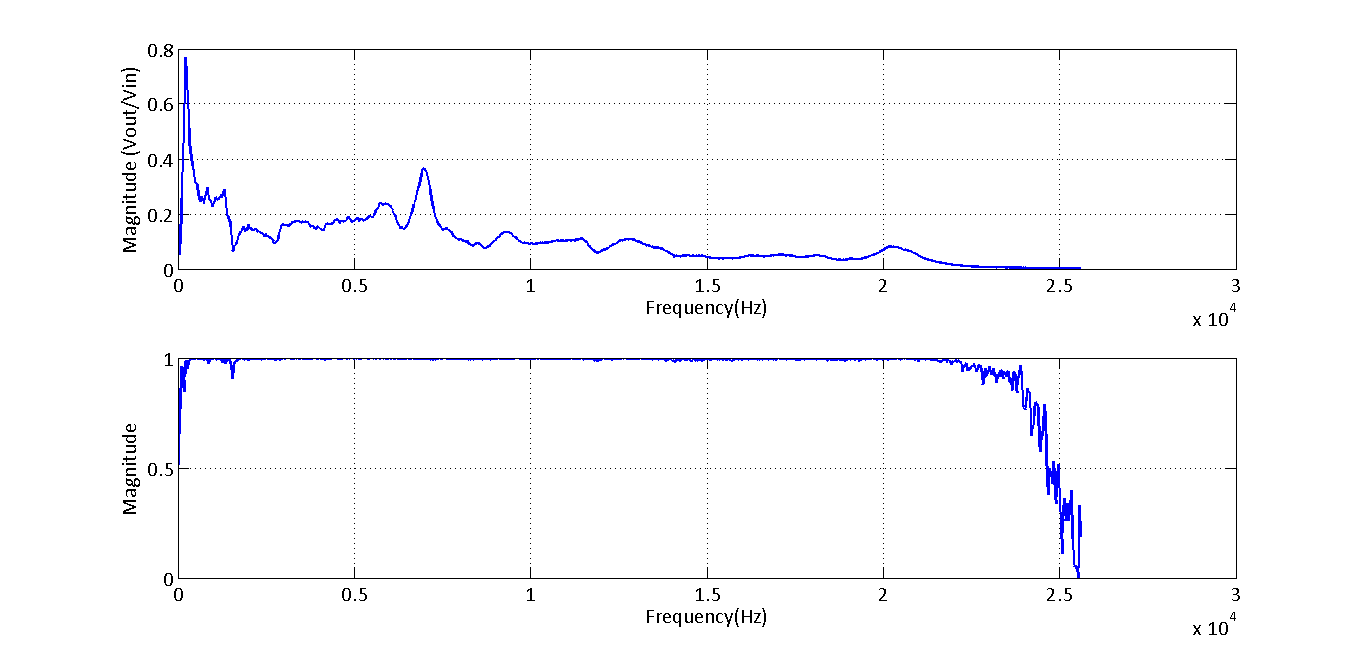 0.8
0.6
0.4
0.2
0
Magnitude (Vout/Vin)
0 0.5 1 1.5 2 2.5 3
Frequency(Hz)
x 10^4
1
0.5
0
Magnitude
0 0.5 1 1.5 2 2.5 3
Frequency(Hz)
x 10^4